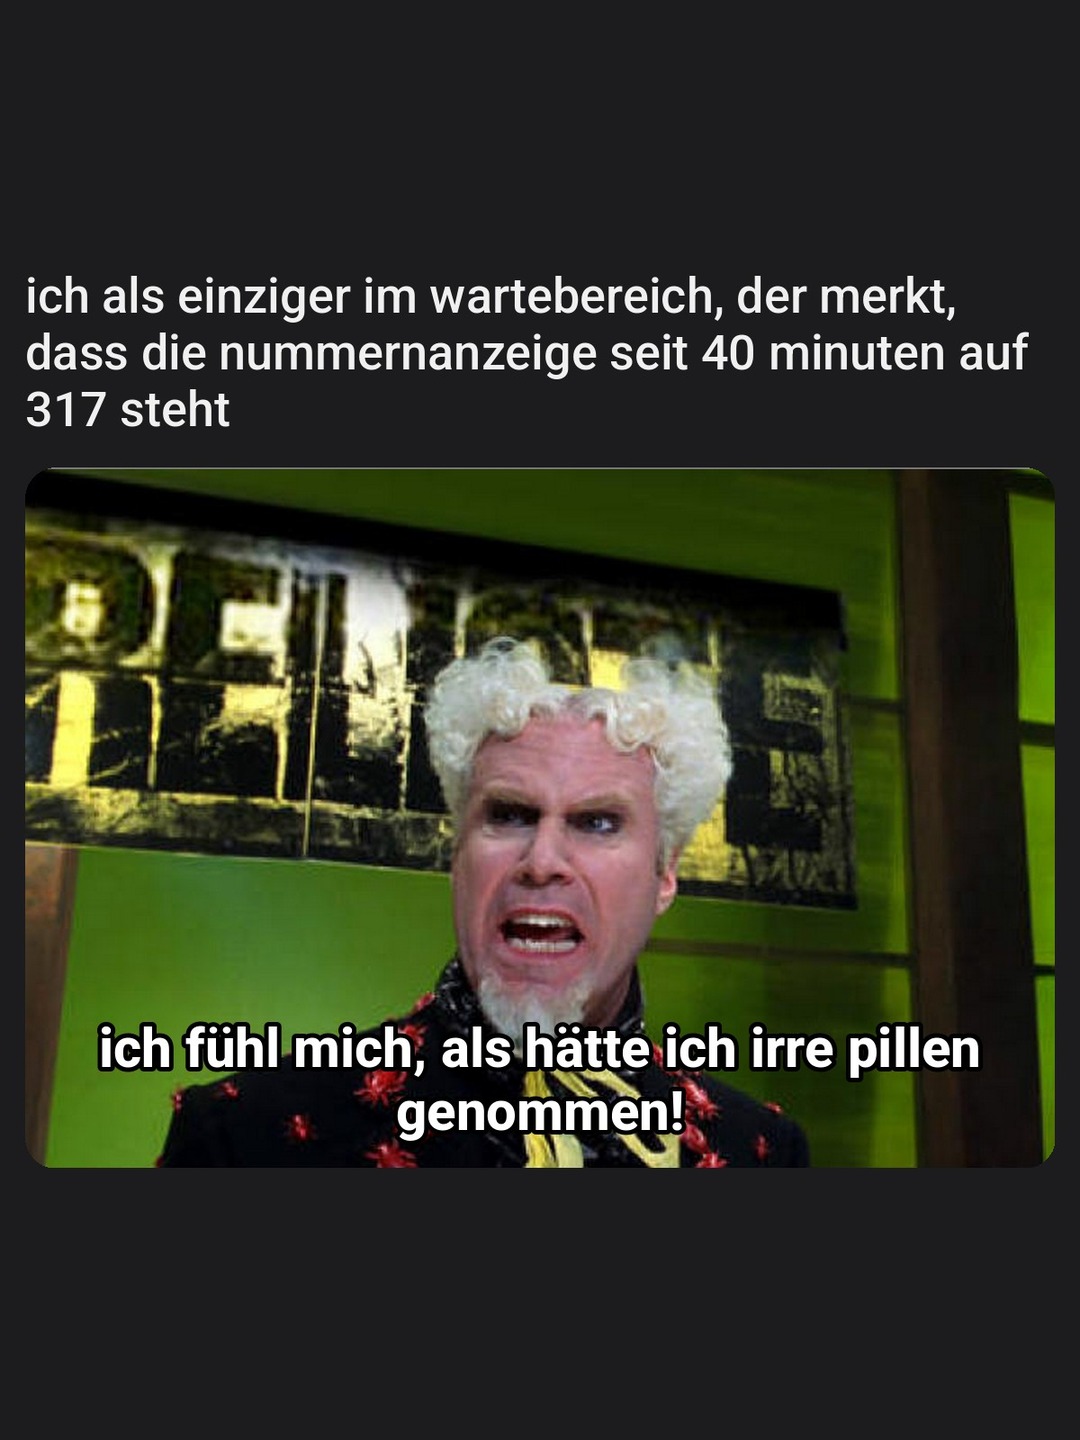 ich als einziger im wartebereich, der merkt,
dass die nummernanzeige seit 40 minuten auf
317 steht
ich fühl mich, als hätte ich irre pillen
genommen!